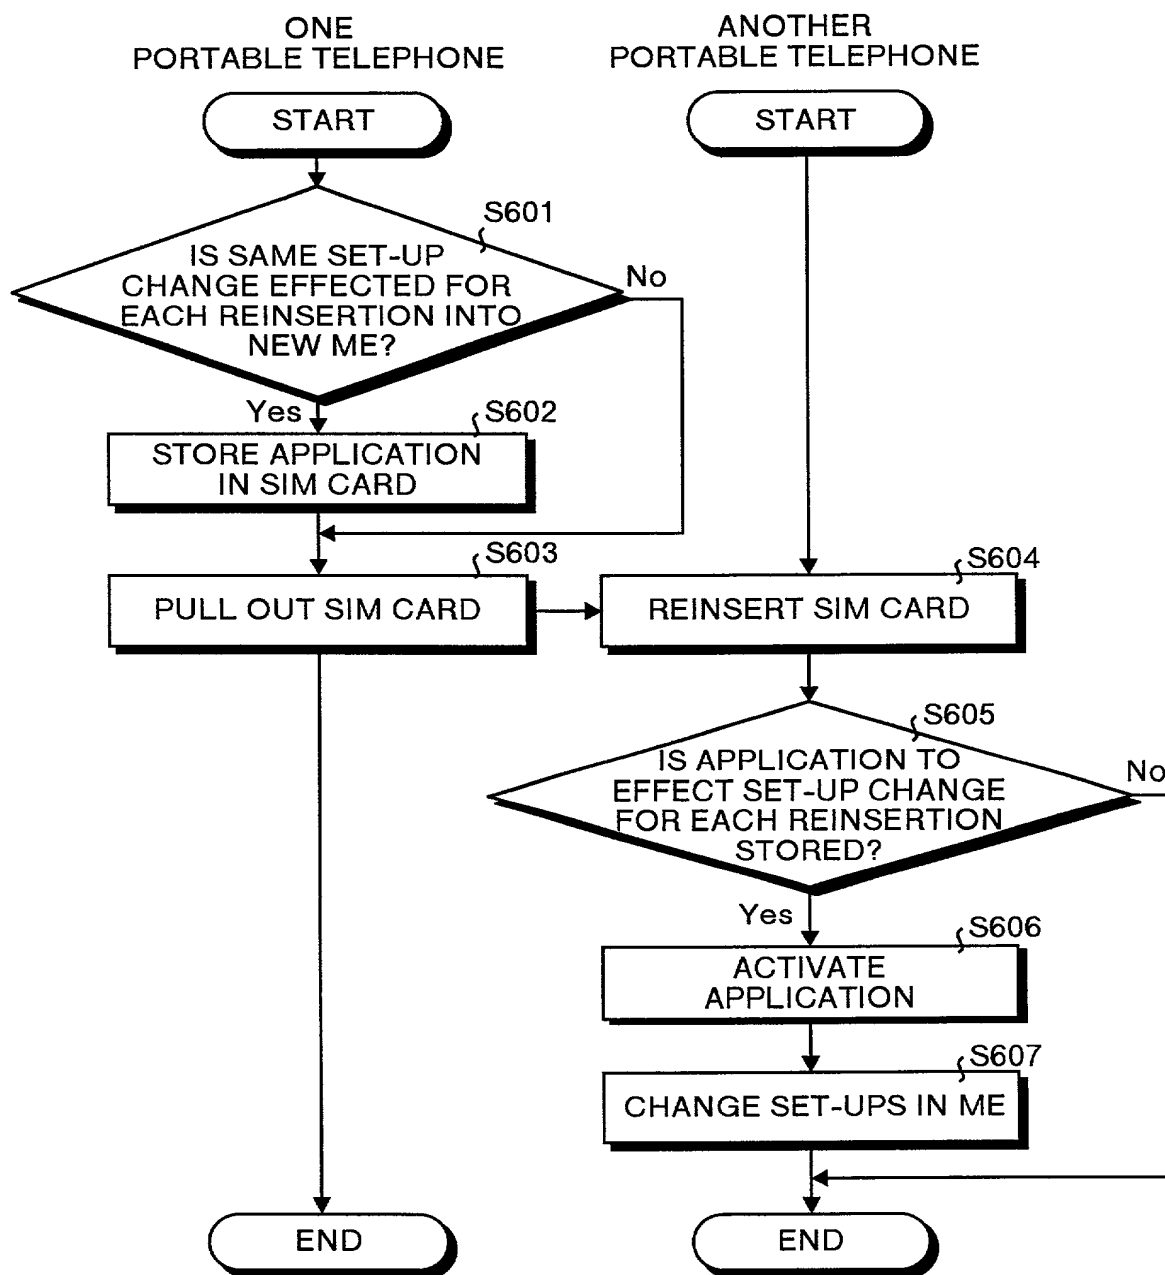 ONE
PORTABLE TELEPHONE
ANOTHER
PORTABLE TELEPHONE
START
START
S601
IS SAME SET-UP
CHANGE EFFECTED FOR
EACH REINSERTION INTO
NEW ME?
No
Yes
S602
STORE APPLICATION
IN SIM CARD
S603
PULL OUT SIM CARD
S604
REINSERT SIM CARD
S605
IS APPLICATION TO
EFFECT SET-UP CHANGE
FOR EACH REINSERTION
STORED?
No
Yes
S606
ACTIVATE
APPLICATION
S607
CHANGE SET-UPS IN ME
END
END